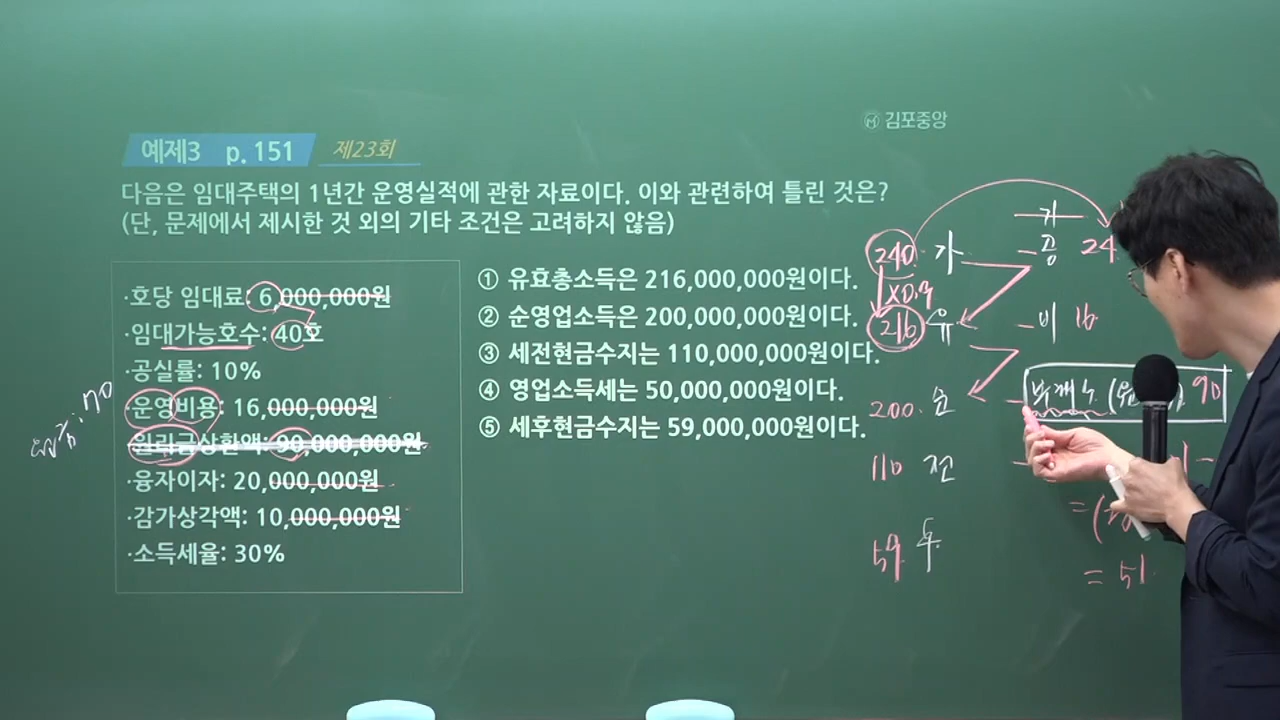 김포중앙
예제3 p. 151 제23회
다음은 임대주택의 1년간 운영실적에 관한 자료이다. 이와 관련하여 틀린 것은?
(단, 문제에서 제시한 것 외의 기타 조건은 고려하지 않음)
·호당 임대료: 6,000,000원
·임대가능호수: 40호
·공실률: 10%
·운영비용: 16,000,000원
·원리금상환액: 90,000,000원
·융자이자: 20,000,000원
·감가상각액: 10,000,000원
·소득세율: 30%
① 유효총소득은 216,000,000원이다.
② 순영업소득은 200,000,000원이다.
③ 세전현금수지는 110,000,000원이다.
④ 영업소득세는 50,000,000원이다.
⑤ 세후현금수지는 59,000,000원이다.
240 가
- 공 24
X0.9
216 유
- 비 16
200 순
90
110 전
59 후
= 51